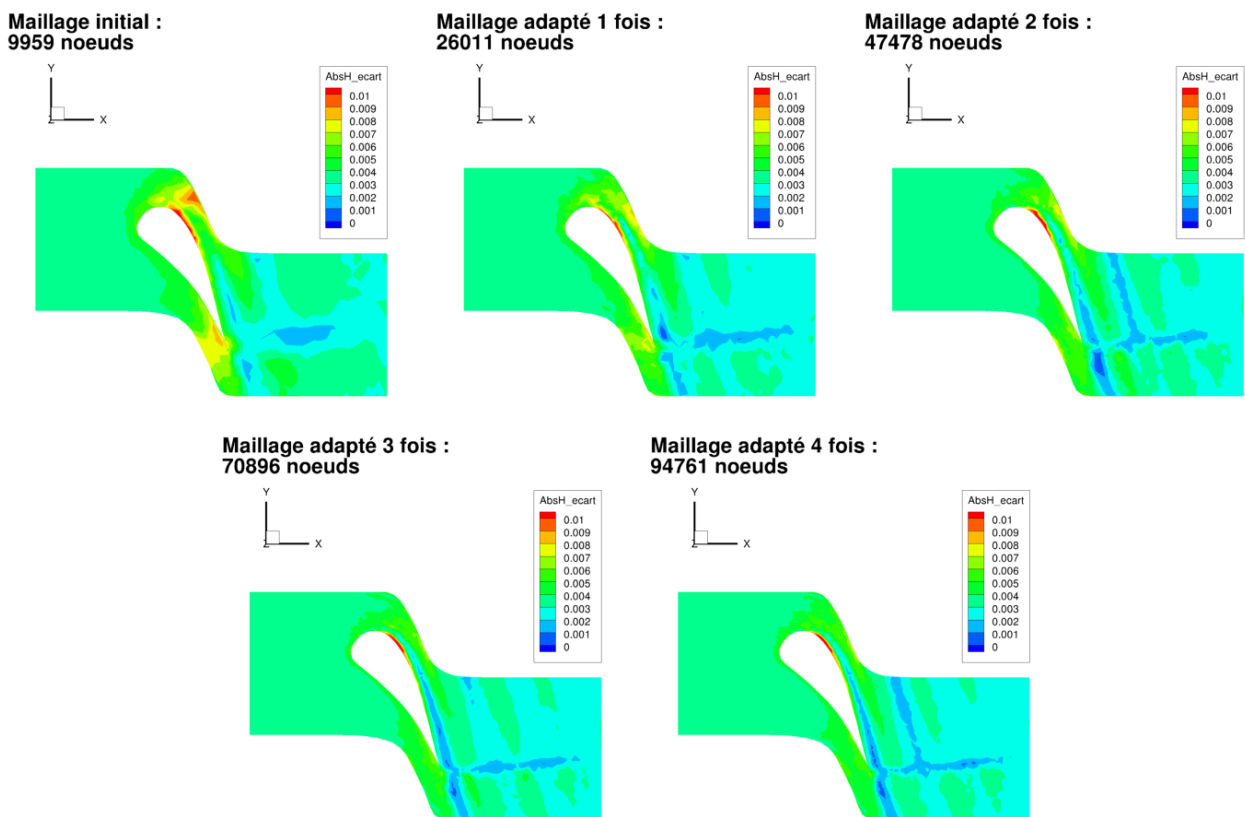 Maillage initial :
9959 noeuds
Maillage adapté 1 fois :
26011 noeuds
Maillage adapté 2 fois :
47478 noeuds
Y
X
Z
AbsH_ecart
0.01
0.009
0.008
0.007
0.006
0.005
0.004
0.003
0.002
0.001
0
Y
X
Z
AbsH_ecart
0.01
0.009
0.008
0.007
0.006
0.005
0.004
0.003
0.002
0.001
0
Y
X
Z
AbsH_ecart
0.01
0.009
0.008
0.007
0.006
0.005
0.004
0.003
0.002
0.001
0
Maillage adapté 3 fois :
70896 noeuds
Maillage adapté 4 fois :
94761 noeuds
Y
X
Z
AbsH_ecart
0.01
0.009
0.008
0.007
0.006
0.005
0.004
0.003
0.002
0.001
0
Y
X
Z
AbsH_ecart
0.01
0.009
0.008
0.007
0.006
0.005
0.004
0.003
0.002
0.001
0